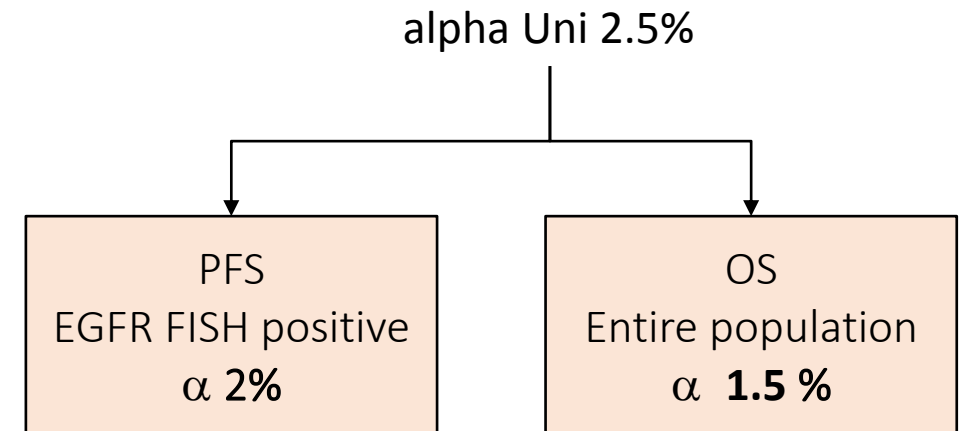 alpha Uni 2.5%
PFS
EGFR FISH positive
α 2%
OS
Entire population
α 1.5 %